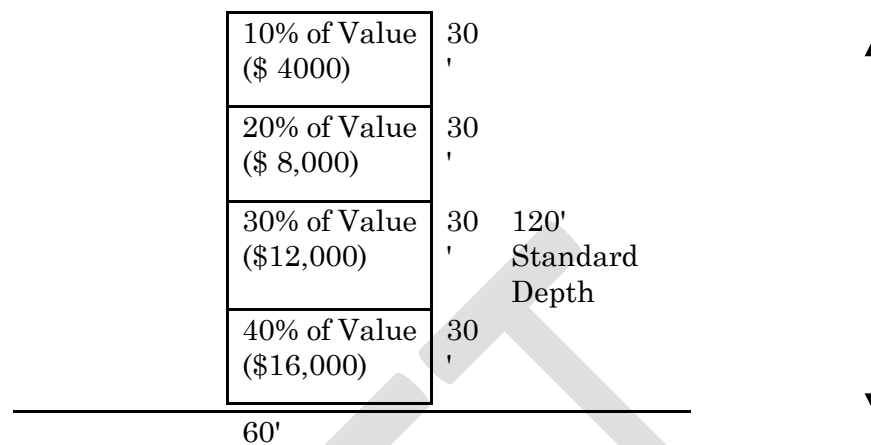 10% of Value 30
($ 4000) '
20% of Value 30
($ 8,000) '
30% of Value 30 120'
($12,000) ' Standard
Depth
40% of Value 30
($16,000) '
60'